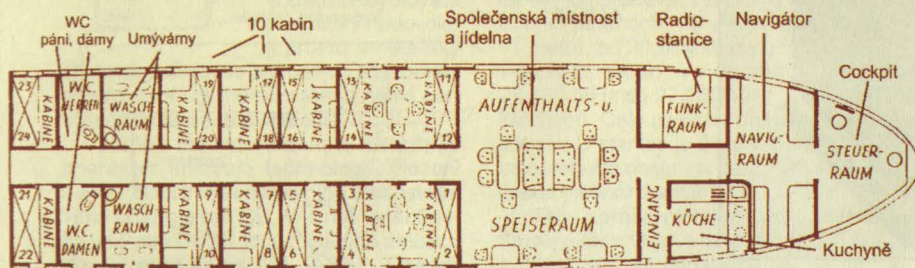 WC
páni, dámy
Umývárny
10 kabin
Společenská místnost
a jídelna
Radio-
stanice
Navigátor
Cockpit
23
24
KABINE
W.C.
HERREN
WASCH
RAUM
KABINE
19
20
KABINE
17
18
15
16
KABINE
13
14
KABINE
KABINE
11
12
AUFENTHALTS-U.
FUNK-
RAUM
NAVIG-
RAUM
STEUER-
RAUM
21
22
KABINE
W.C.
DAMEN
WASCH
RAUM
KABINE
9
10
KABINE
7
8
5
6
KABINE
3
4
KABINE
KABINE
1
2
SPEISERAUM
EINGANG
KÜCHE
Kuchyně